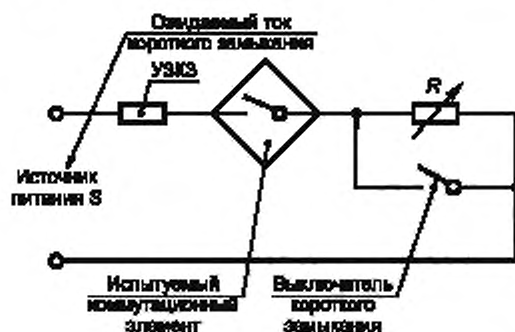 Ожидаемый ток
короткого замыкания
УЗКЗ
R
Источник
питания S
Испытуемый
коммутационный
элемент
Выключатель
короткого
замыкания